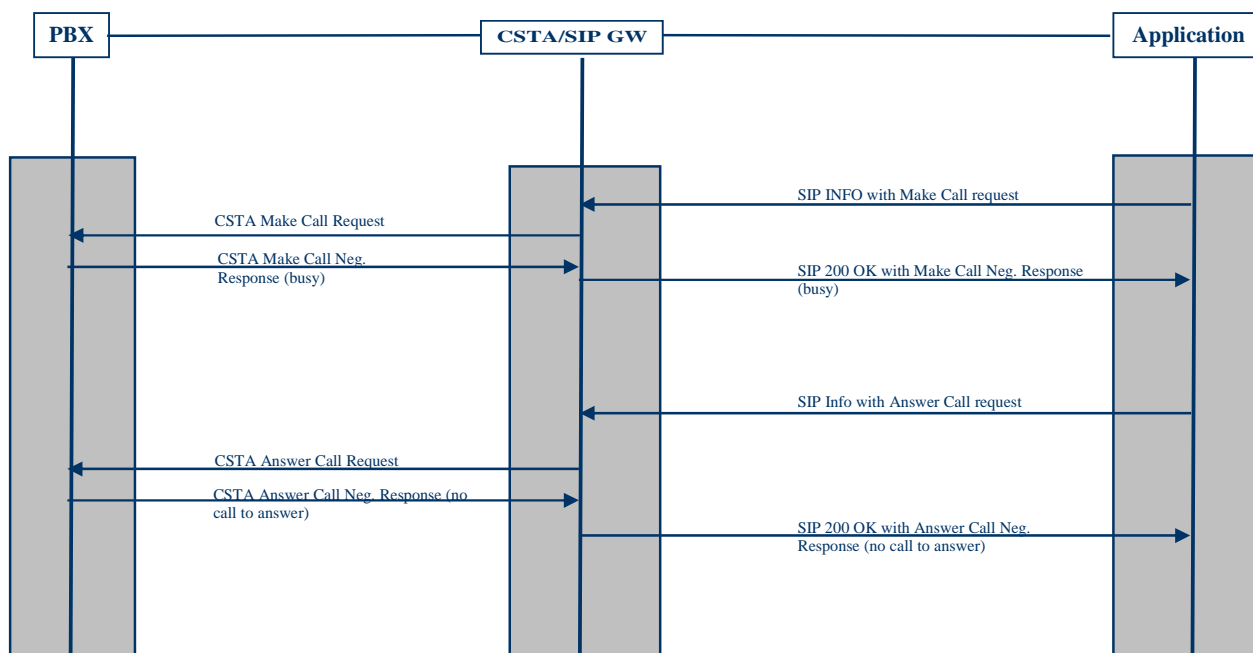 PBX
CSTA/SIP GW
Application
SIP INFO with Make Call request
CSTA Make Call Request
CSTA Make Call Neg.
Response (busy)
SIP 200 OK with Make Call Neg. Response
(busy)
SIP Info with Answer Call request
CSTA Answer Call Request
CSTA Answer Call Neg. Response (no
call to answer)
SIP 200 OK with Answer Call Neg.
Response (no call to answer)